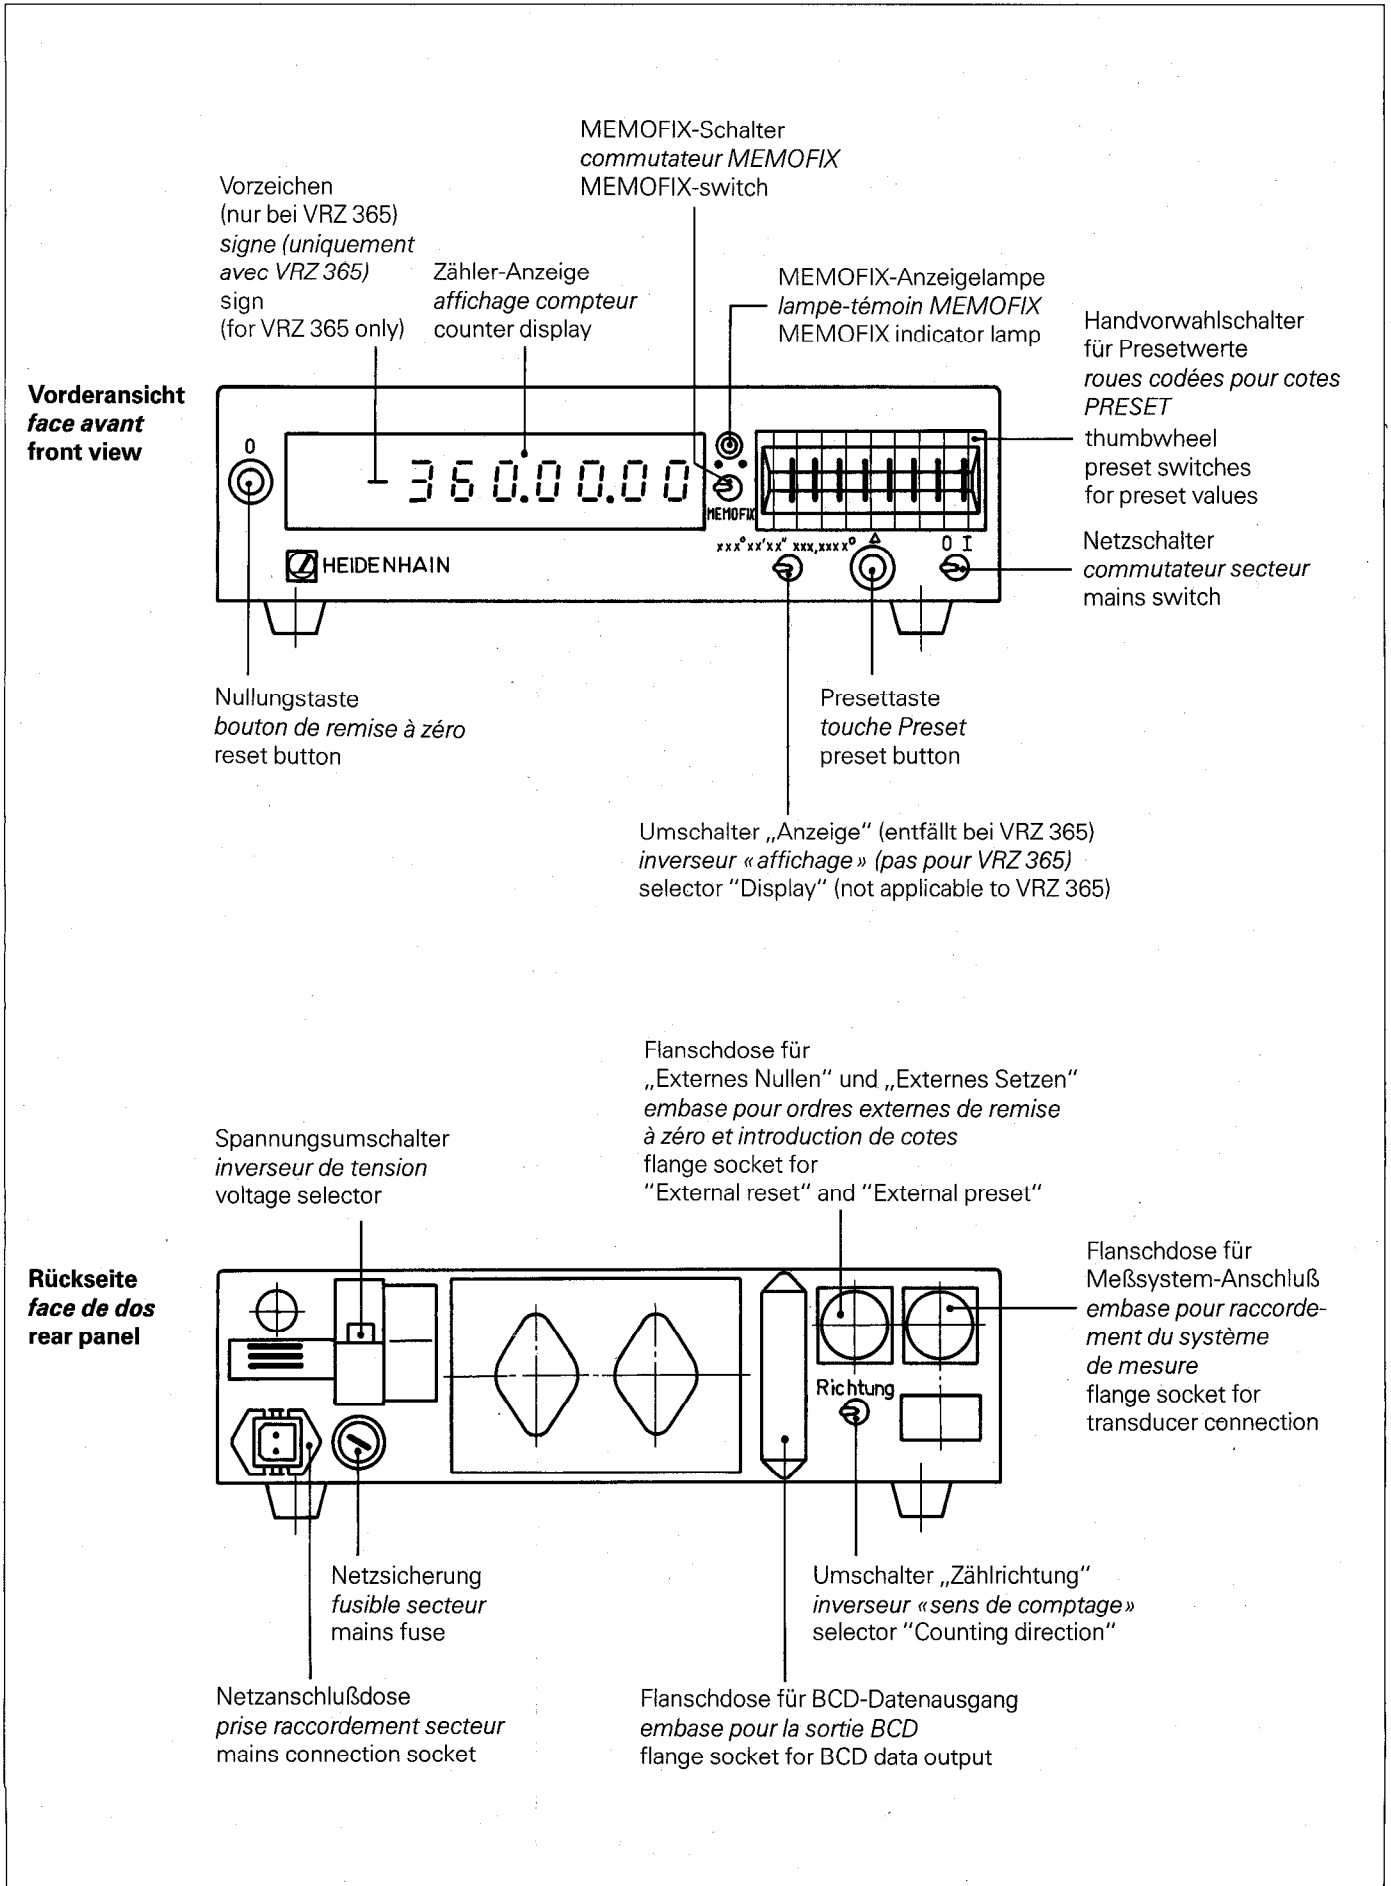 MEMOFIX-Schalter
commutateur MEMOFIX
MEMOFIX-switch
Vorzeichen
(nur bei VRZ 365)
signe (uniquement
avec VRZ 365)
sign
(for VRZ 365 only)
Zähler-Anzeige
affichage compteur
counter display
MEMOFIX-Anzeigelampe
lampe-témoin MEMOFIX
MEMOFIX indicator lamp
Handvorwahlschalter
für Presetwerte
roues codées pour cotes
PRESET
thumbwheel
preset switches
for preset values
Vorderansicht
face avant
front view
0
- 360.00.00
MEMOFIX
xxx°xx'xx" xxx,xxxx°
Δ
0 I
HEIDENHAIN
Netzschalter
commutateur secteur
mains switch
Nullungstaste
bouton de remise à zéro
reset button
Presettaste
touche Preset
preset button
Umschalter „Anzeige" (entfällt bei VRZ 365)
inverseur «affichage» (pas pour VRZ 365)
selector "Display" (not applicable to VRZ 365)
Flanschdose für
„Externes Nullen" und „Externes Setzen"
embase pour ordres externes de remise
à zéro et introduction de cotes
flange socket for
"External reset" and "External preset"
Spannungsumschalter
inverseur de tension
voltage selector
Flanschdose für
Meßsystem-Anschluß
embase pour raccorde-
ment du système
de mesure
flange socket for
transducer connection
Rückseite
face de dos
rear panel
Richtung
Netzsicherung
fusible secteur
mains fuse
Umschalter „Zählrichtung"
inverseur «sens de comptage»
selector "Counting direction"
Netzanschlußdose
prise raccordement secteur
mains connection socket
Flanschdose für BCD-Datenausgang
embase pour la sortie BCD
flange socket for BCD data output